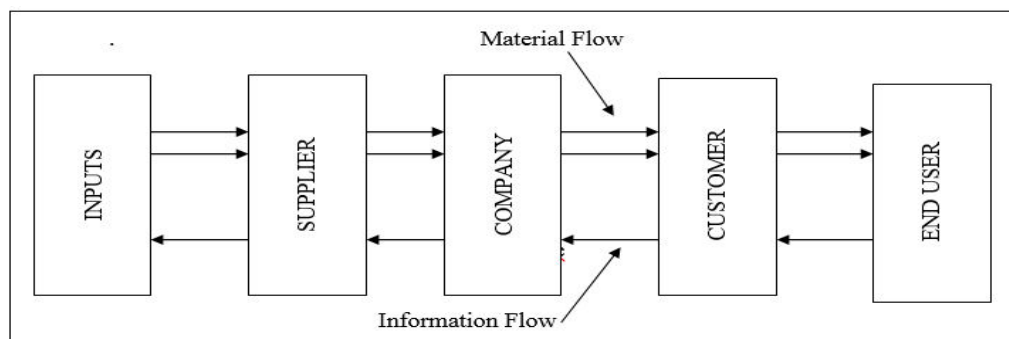 Material Flow
INPUTS
SUPPLIER
COMPANY
CUSTOMER
END USER
Information Flow